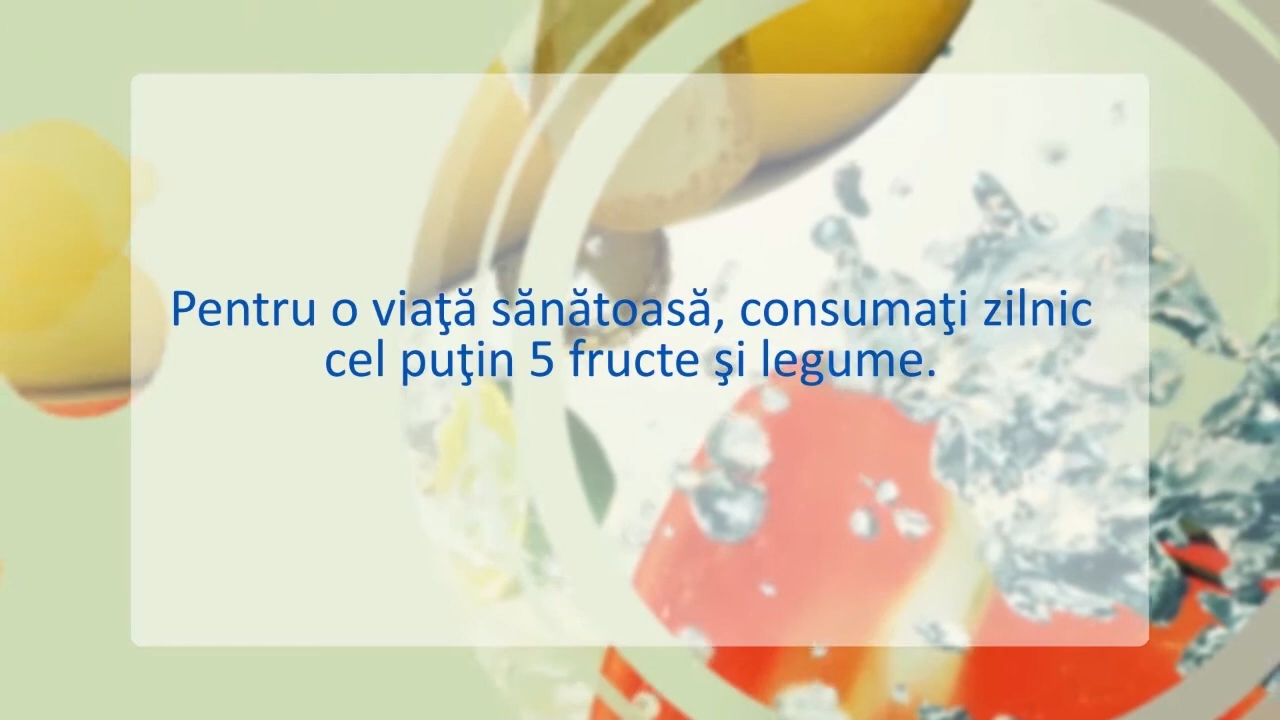 Pentru o viaţă sănătoasă, consumaţi zilnic
cel puţin 5 fructe şi legume.